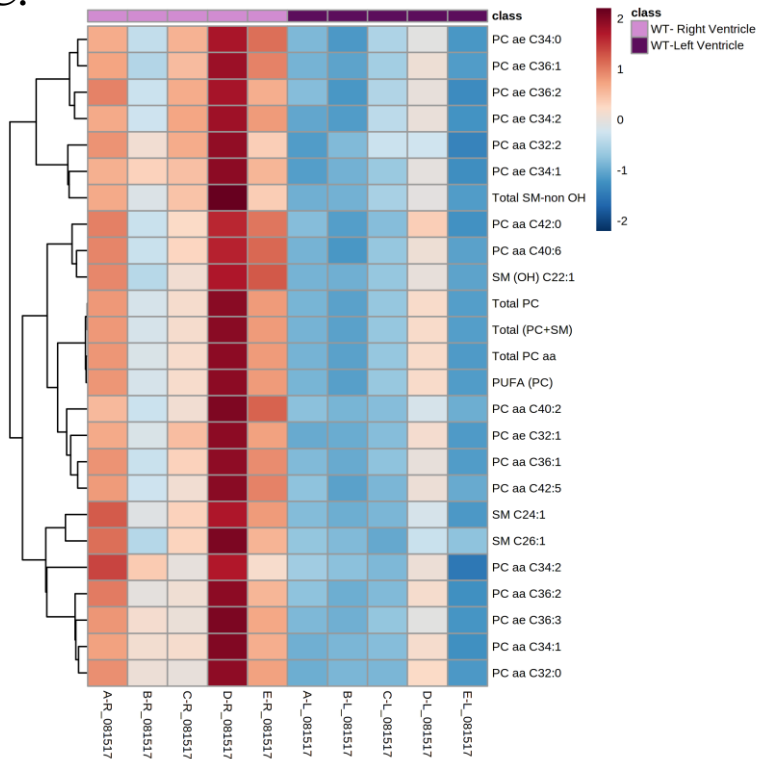 class
PC ae C34:0
PC ae C36:1
PC ae C36:2
PC ae C34:2
PC aa C32:2
PC ae C34:1
Total SM-non OH
PC aa C42:0
PC aa C40:6
SM (OH) C22:1
Total PC
Total (PC+SM)
Total PC aa
PUFA (PC)
PC aa C40:2
PC ae C32:1
PC aa C36:1
PC aa C42:5
SM C24:1
SM C26:1
PC aa C34:2
PC aa C36:2
PC ae C36:3
PC aa C34:1
PC aa C32:0
A-R_081517
B-R_081517
C-R_081517
D-R_081517
E-R_081517
A-L_081517
B-L_081517
C-L_081517
D-L_081517
E-L_081517
2
1
0
-1
-2
class
WT- Right Ventricle
WT-Left Ventricle